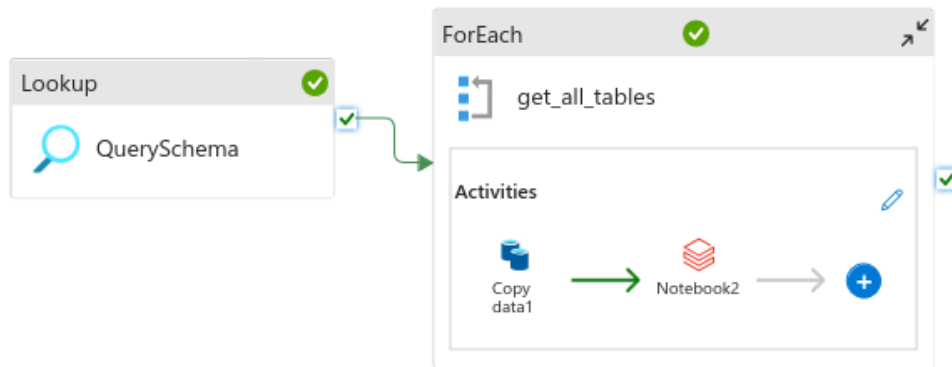 Lookup
QuerySchema
ForEach
get_all_tables
Activities
Copy
data1
Notebook2